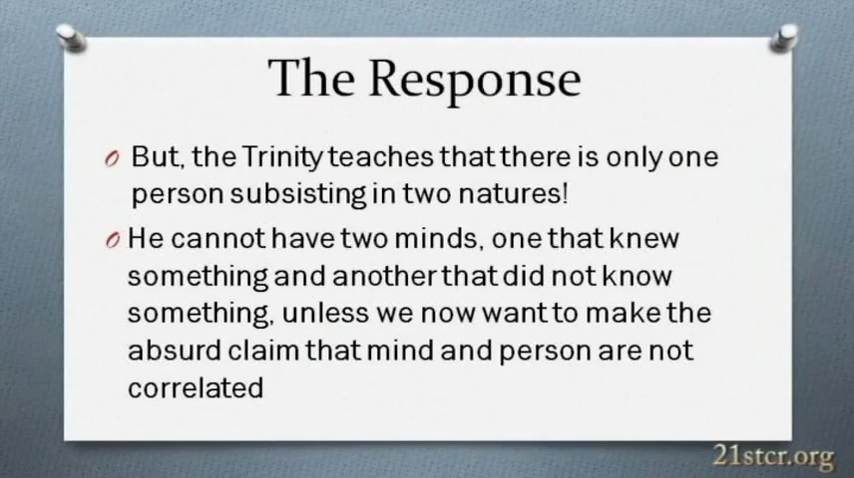 The Response
But, the Trinity teaches that there is only one
person subsisting in two natures!
He cannot have two minds, one that knew
something and another that did not know
something, unless we now want to make the
absurd claim that mind and person are not
correlated
21stcr.org